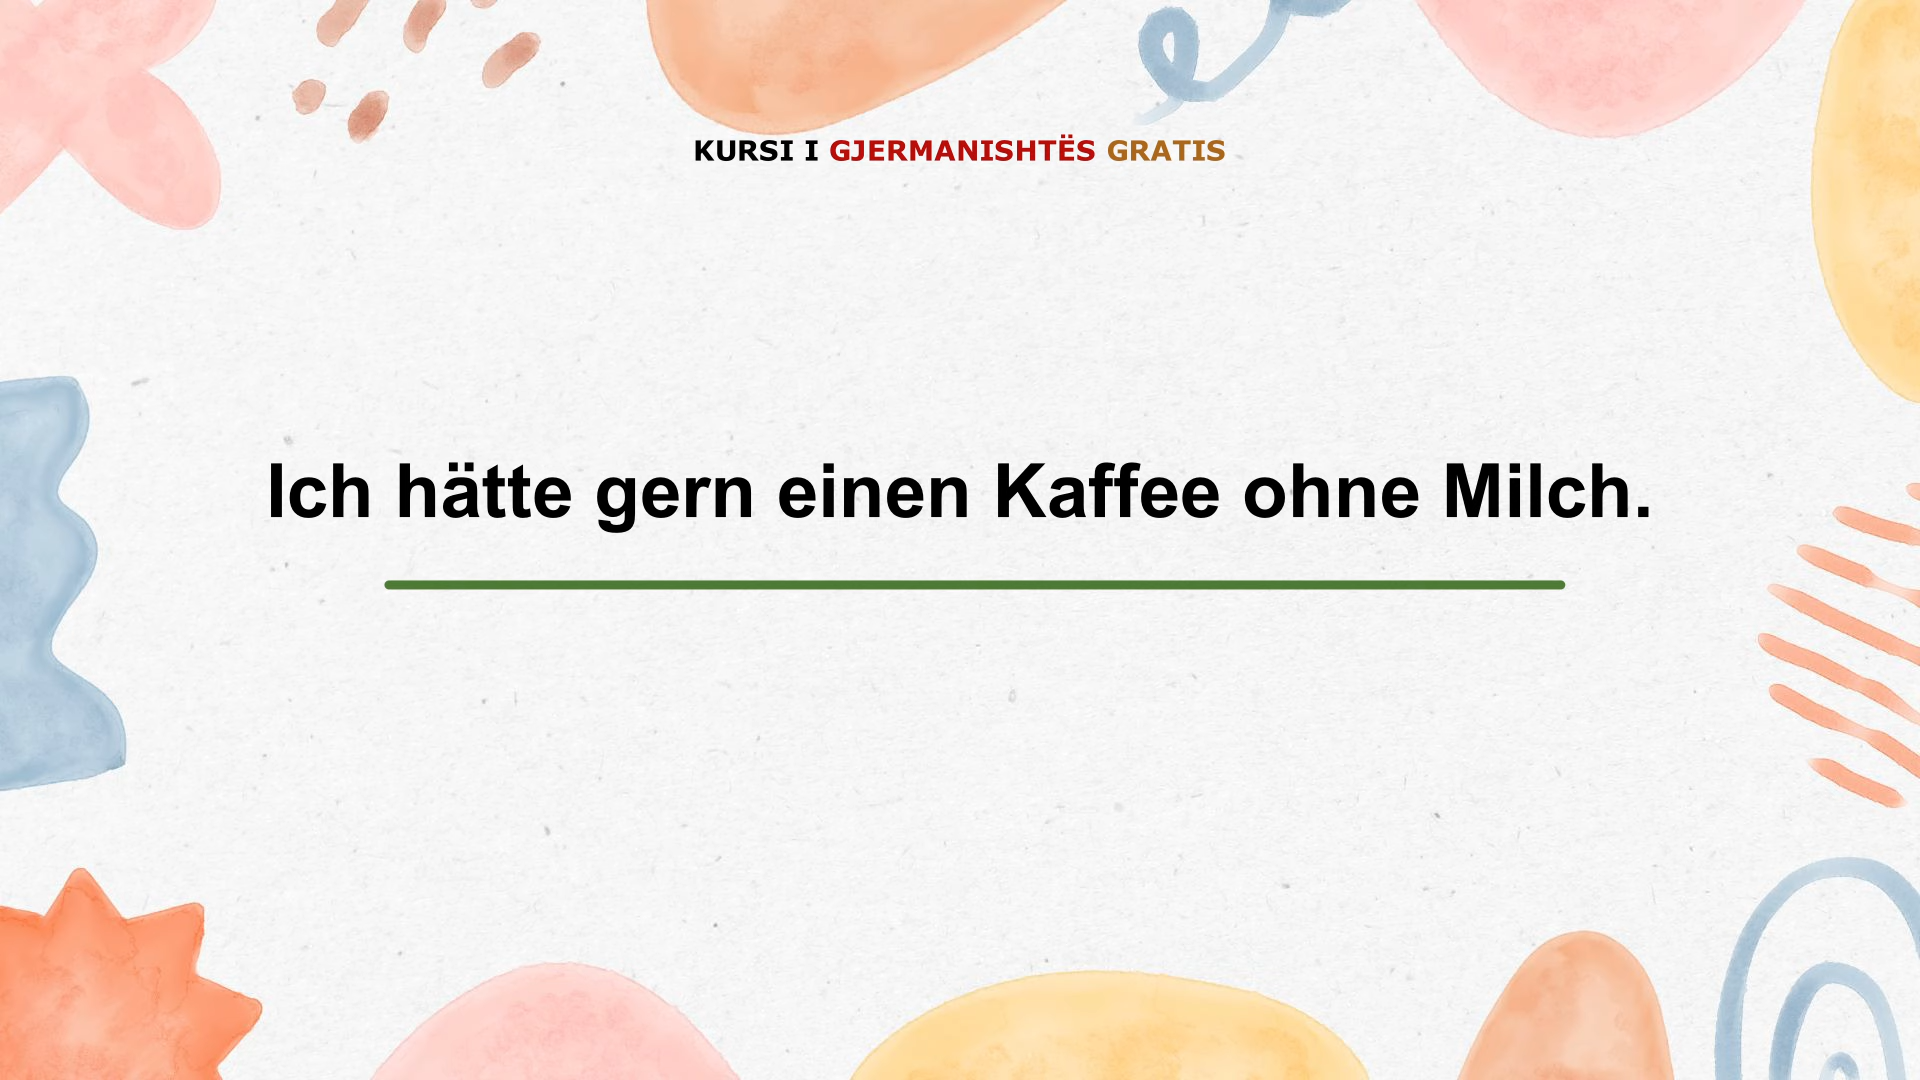 KURSI I GJERMANISHTËS GRATIS
Ich hätte gern einen Kaffee ohne Milch.